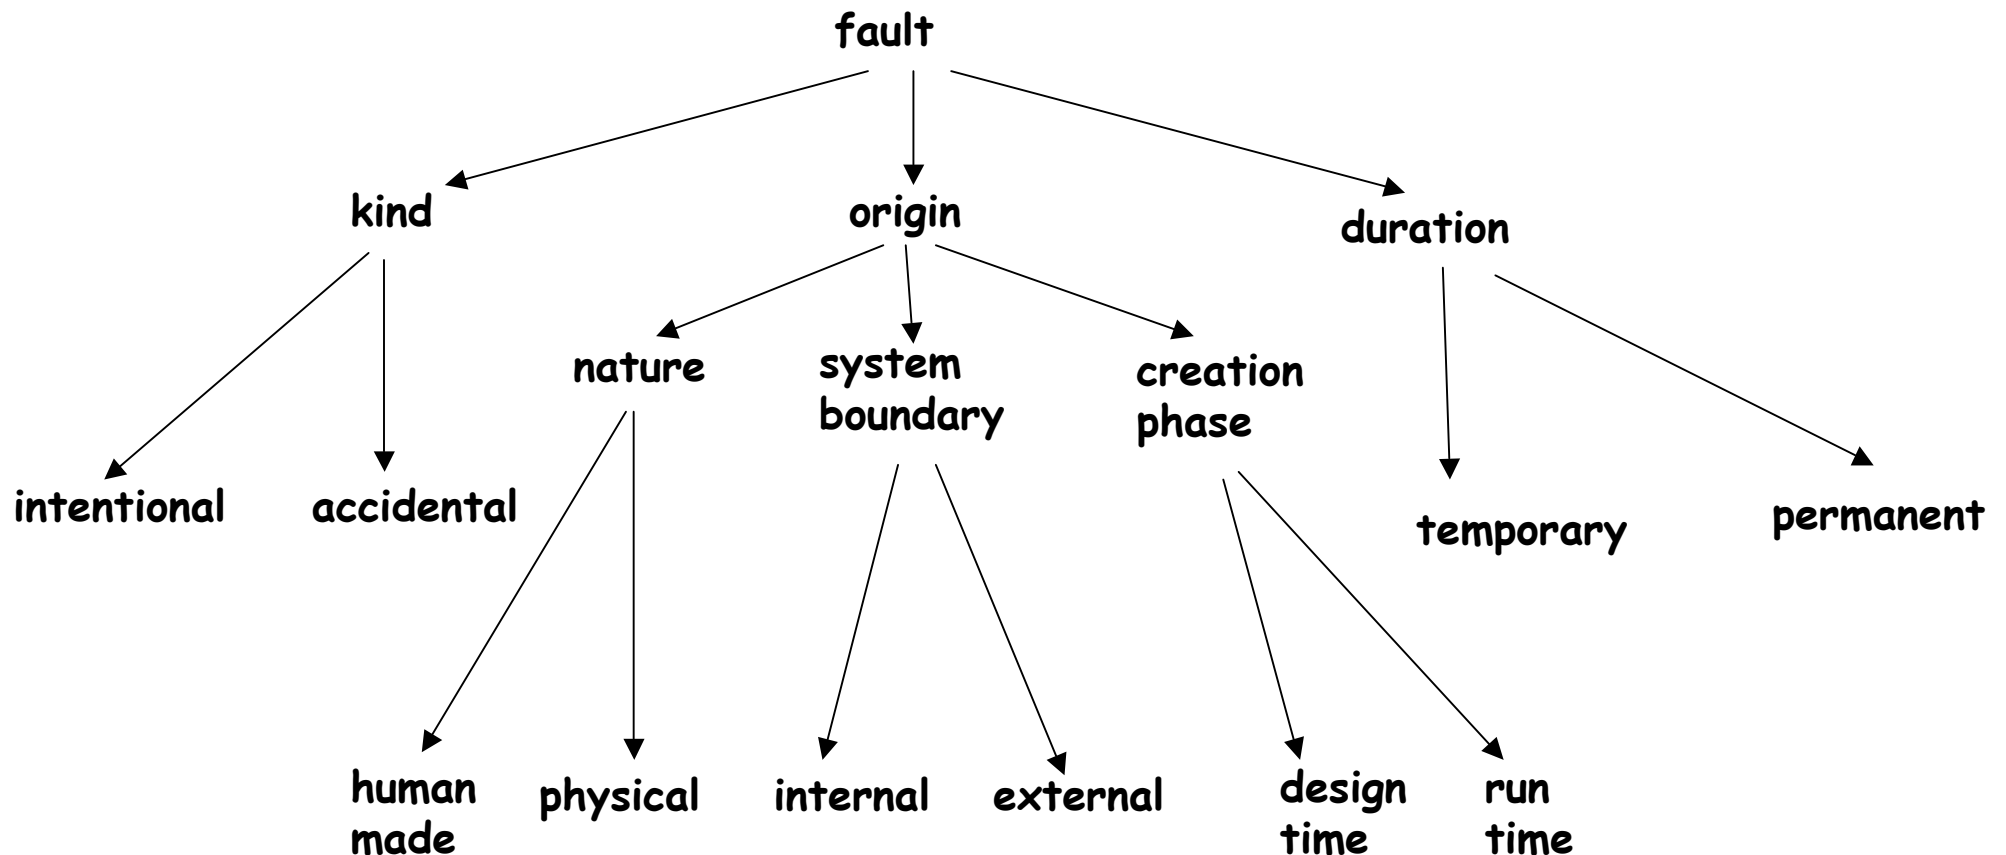 fault
kind
origin
duration
nature
system
boundary
creation
phase
intentional
accidental
temporary
permanent
human
made
physical
internal
external
design
time
run
time